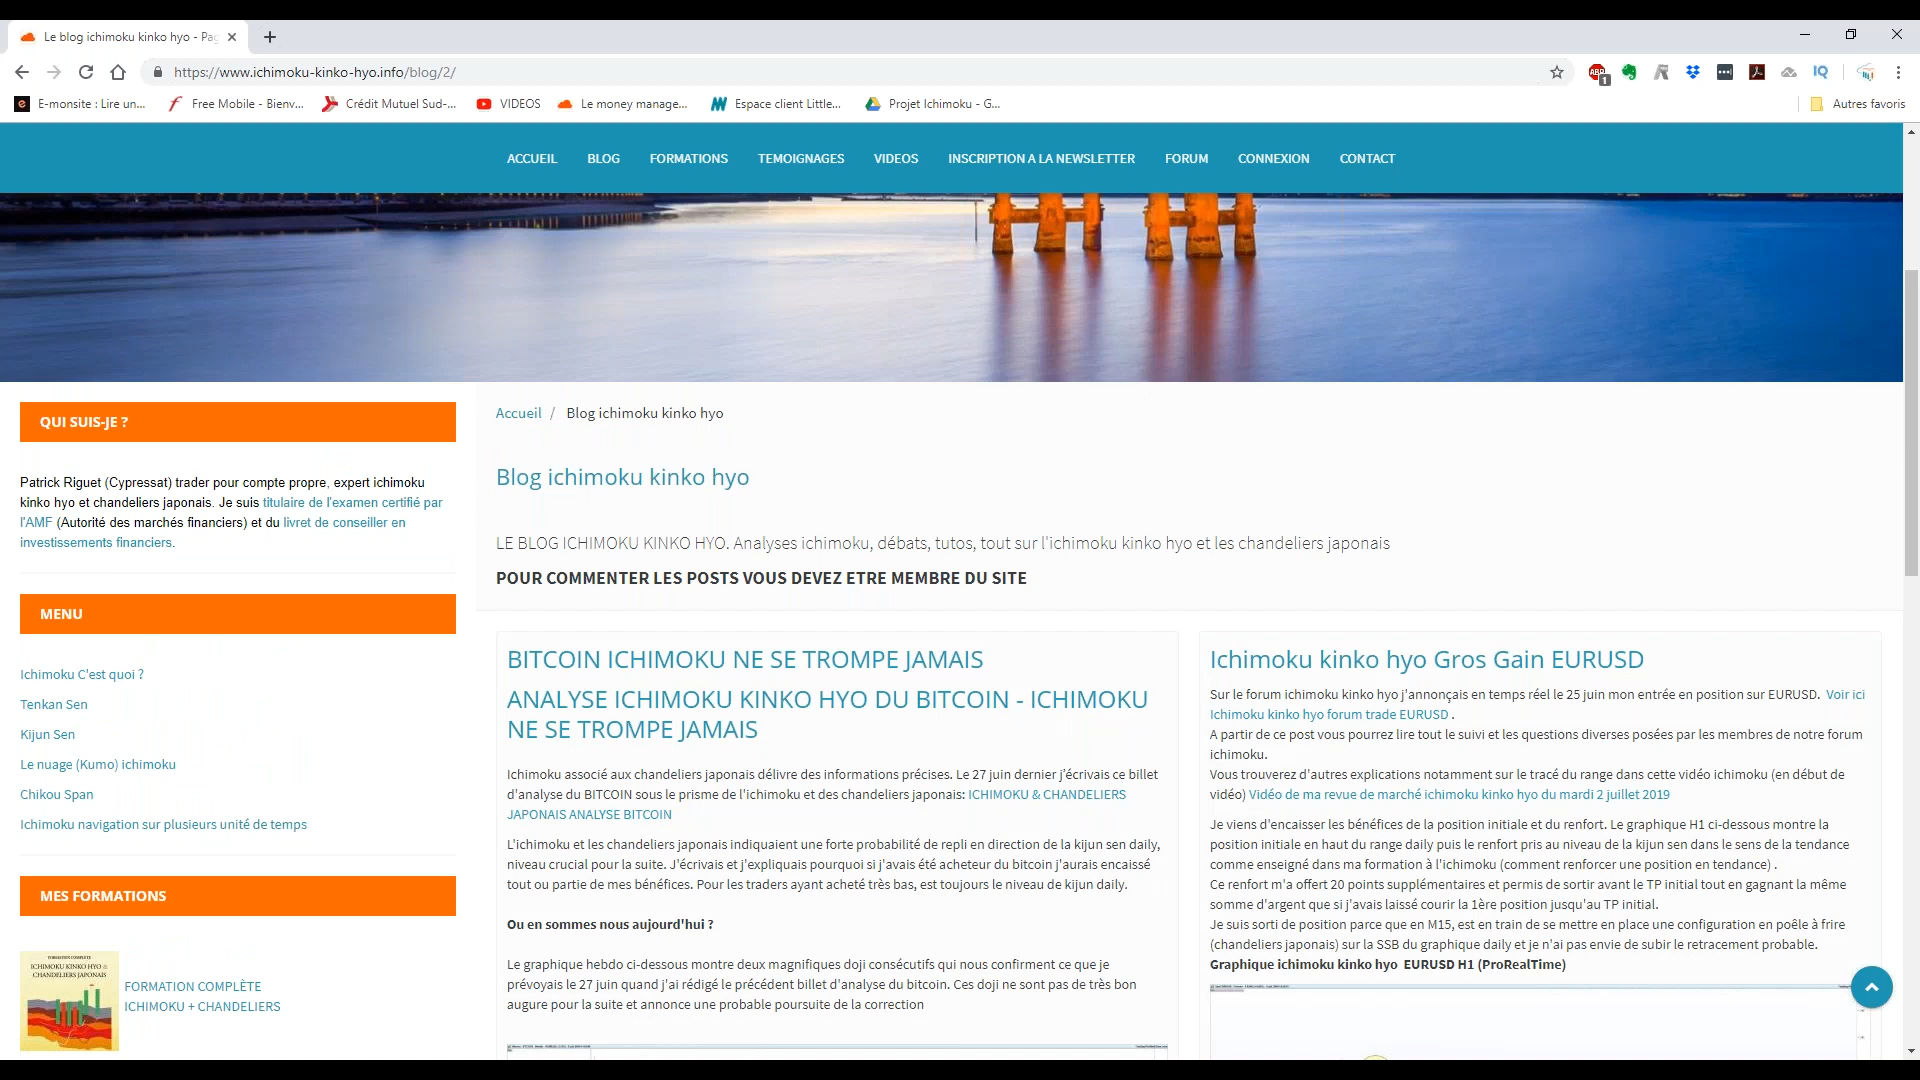 Le blog ichimoku kinko hyo - Pag
https://www.ichimoku-kinko-hyo.info/blog/2/
ABP
1
IQ
E-monsite : Lire un...
Free Mobile - Bienv...
Crédit Mutuel Sud-...
VIDEOS
Le money manage...
Espace client Little...
Projet Ichimoku - G...
Autres favoris
ACCUEIL
BLOG
FORMATIONS
TEMOIGNAGES
VIDEOS
INSCRIPTION A LA NEWSLETTER
FORUM
CONNEXION
CONTACT
QUI SUIS-JE ?
Patrick Riguet (Cypressat) trader pour compte propre, expert ichimoku
kinko hyo et chandeliers japonais. Je suis titulaire de l'examen certifié par
l'AMF (Autorité des marchés financiers) et du livret de conseiller en
investissements financiers.
MENU
Ichimoku C'est quoi ?
Tenkan Sen
Kijun Sen
Le nuage (Kumo) ichimoku
Chikou Span
Ichimoku navigation sur plusieurs unité de temps
MES FORMATIONS
FORMATION COMPLETE
ICHIMOKU KINKO HYO &
CHANDELIERS JAPONAIS
FORMATION COMPLÈTE
ICHIMOKU + CHANDELIERS
Accueil / Blog ichimoku kinko hyo
Blog ichimoku kinko hyo
LE BLOG ICHIMOKU KINKO HYO. Analyses ichimoku, débats, tutos, tout sur l'ichimoku kinko hyo et les chandeliers japonais
POUR COMMENTER LES POSTS VOUS DEVEZ ETRE MEMBRE DU SITE
BITCOIN ICHIMOKU NE SE TROMPE JAMAIS
ANALYSE ICHIMOKU KINKO HYO DU BITCOIN - ICHIMOKU
NE SE TROMPE JAMAIS
Ichimoku associé aux chandeliers japonais délivre des informations précises. Le 27 juin dernier j'écrivais ce billet
d'analyse du BITCOIN sous le prisme de l'ichimoku et des chandeliers japonais: ICHIMOKU & CHANDELIERS
JAPONAIS ANALYSE BITCOIN
L'ichimoku et les chandeliers japonais indiquaient une forte probabilité de repli en direction de la kijun sen daily,
niveau crucial pour la suite. J'écrivais et j'expliquais pourquoi si j'avais été acheteur du bitcoin j'aurais encaissé
tout ou partie de mes bénéfices. Pour les traders ayant acheté très bas, est toujours le niveau de kijun daily.
Ou en sommes nous aujourd'hui ?
Le graphique hebdo ci-dessous montre deux magnifiques doji consécutifs qui nous confirment ce que je
prévoyais le 27 juin quand j'ai rédigé le précédent billet d'analyse du bitcoin. Ces doji ne sont pas de très bon
augure pour la suite et annonce une probable poursuite de la correction
Ichimoku kinko hyo Gros Gain EURUSD
Sur le forum ichimoku kinko hyo j'annonçais en temps réel le 25 juin mon entrée en position sur EURUSD. Voir ici
Ichimoku kinko hyo forum trade EURUSD .
A partir de ce post vous pourrez lire tout le suivi et les questions diverses posées par les membres de notre forum
ichimoku.
Vous trouverez d'autres explications notamment sur le tracé du range dans cette vidéo ichimoku (en début de
vidéo) Vidéo de ma revue de marché ichimoku kinko hyo du mardi 2 juillet 2019
Je viens d'encaisser les bénéfices de la position initiale et du renfort. Le graphique H1 ci-dessous montre la
position initiale en haut du range daily puis le renfort pris au niveau de la kijun sen dans le sens de la tendance
comme enseigné dans ma formation à l'ichimoku (comment renforcer une position en tendance) .
Ce renfort m'a offert 20 points supplémentaires et permis de sortir avant le TP initial tout en gagnant la même
somme d'argent que si j'avais laissé courir la 1ère position jusqu'au TP initial.
Je suis sorti de position parce que en M15, est en train de se mettre en place une configuration en poêle à frire
(chandeliers japonais) sur la SSB du graphique daily et je n'ai pas envie de subir le retracement probable.
Graphique ichimoku kinko hyo EURUSD H1 (ProRealTime)